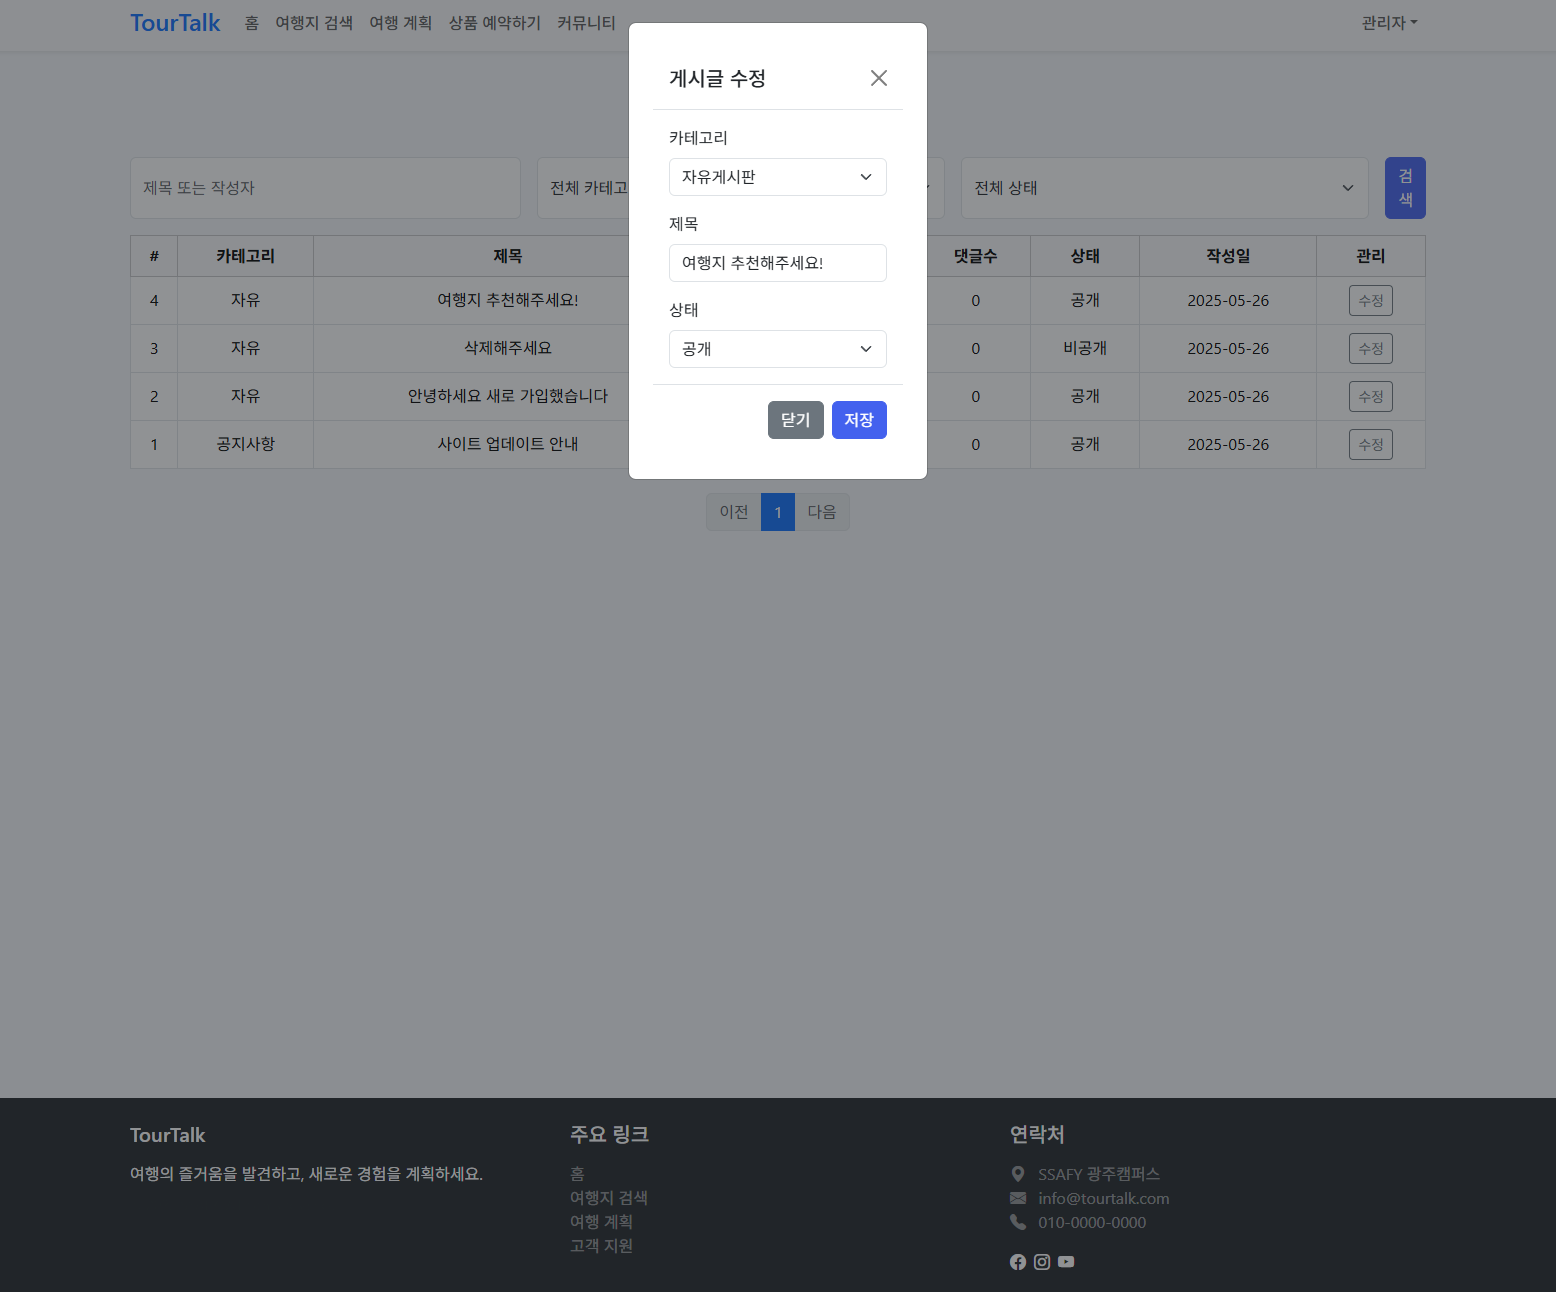 TourTalk 홈 여행지 검색 여행 계획 상품 예약하기 커뮤니티 관리자
게시글 수정
카테고리
자유게시판
제목
여행지 추천해주세요!
상태
공개
닫기 저장
제목 또는 작성자 전체 카테고 전체 상태 검색
# 카테고리 제목 댓글수 상태 작성일 관리
4 자유 여행지 추천해주세요! 0 공개 2025-05-26 수정
3 자유 삭제해주세요 0 비공개 2025-05-26 수정
2 자유 안녕하세요 새로 가입했습니다 0 공개 2025-05-26 수정
1 공지사항 사이트 업데이트 안내 0 공개 2025-05-26 수정
이전 1 다음
TourTalk
여행의 즐거움을 발견하고, 새로운 경험을 계획하세요.
주요 링크
홈
여행지 검색
여행 계획
고객 지원
연락처
SSAFY 광주캠퍼스
info@tourtalk.com
010-0000-0000